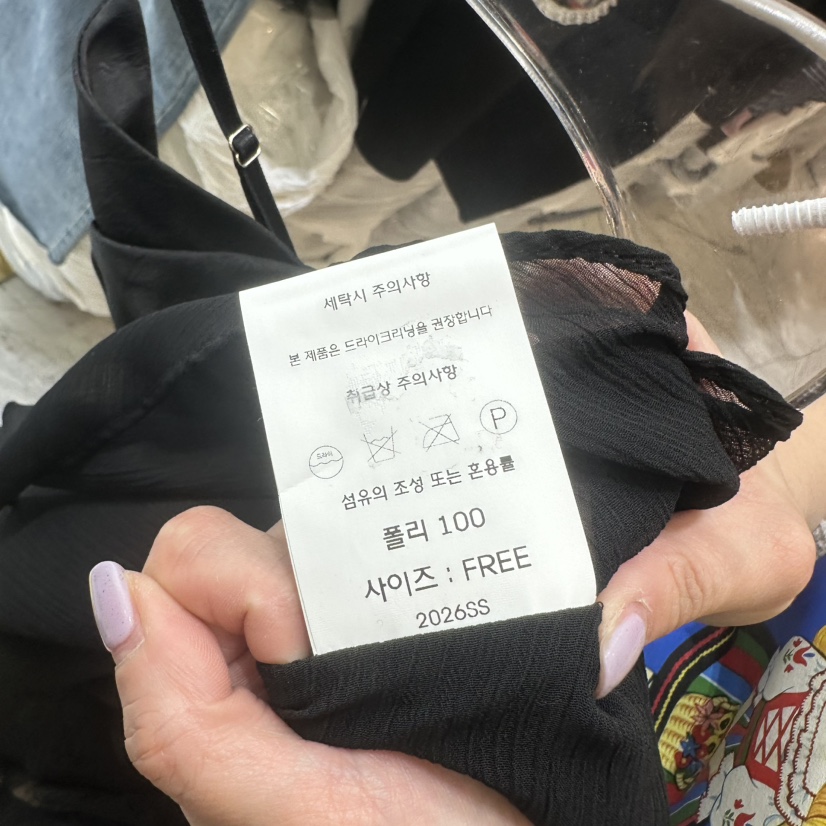 세탁시 주의사항
본 제품은 드라이크리닝을 권장합니다
취급상 주의사항
P
섬유의 조성 또는 혼용률
폴리 100
사이즈 : FREE
2026SS